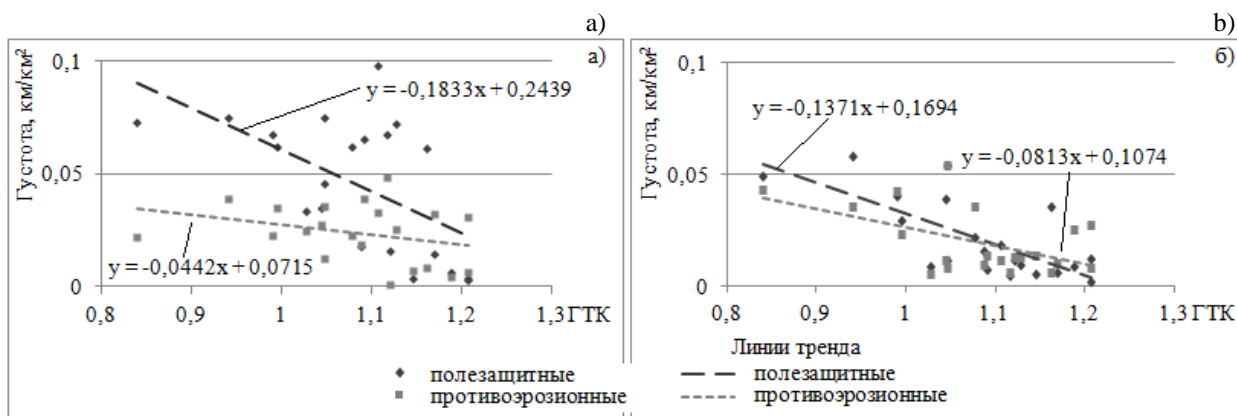 а)
b)
а)
б)
Густота, км/км²
0,1
0,05
0
y = -0,1833x + 0,2439
y = -0,0442x + 0,0715
0,8 0,9 1 1,1 1,2 1,3 ГТК
Густота, км/км²
0,1
0,05
0
y = -0,1371x + 0,1694
y = -0,0813x + 0,1074
0,8 0,9 1 1,1 1,2 1,3 ГТК
Линии тренда
полезащитные
полезащитные
противоэрозионные
противоэрозионные